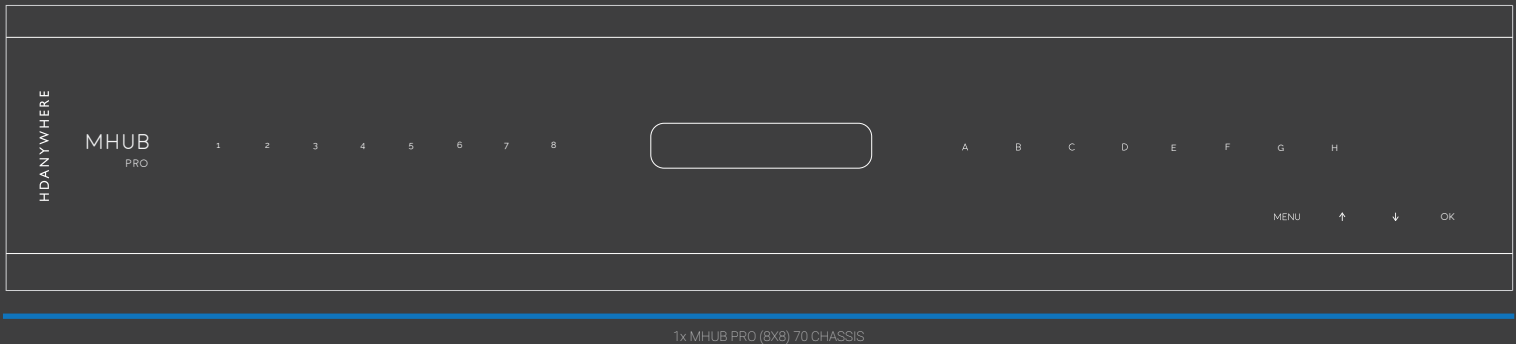 HDANYWHERE
MHUB
PRO
1 2 3 4 5 6 7 8
A B C D E F G H
MENU ↑ ↓ OK
1x MHUB PRO (8X8) 70 CHASSIS